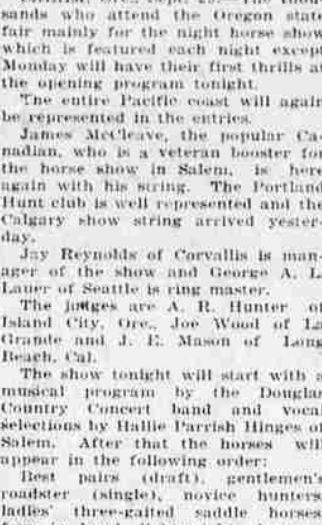 sands who attend the Oregon state
fair mainly for the night horse show
which is featured each night except
Monday will have their first thrills at
the opening program tonight.
The entire Pacific coast will again
be represented in the entries.
James McCleave, the popular Ca-
nadian, who is a veteran booster for
the horse show in Salem, is here
again with his string. The Portland
Hunt club is well represented and the
Calgary show string arrived yester-
day.
Jay Reynolds of Corvallis is man-
ager of the show and George A. L.
Lauer of Seattle is ring master.
The judges are A. R. Hunter of
Island City, Ore., Joe Wood of La
Grande and J. E. Mason of Long
Beach, Cal.
The show tonight will start with a
musical program by the Douglas
Country Concert band and vocal
selections by Hallie Parrish Hinges of
Salem. After that the horses will
appear in the following order:
Best pairs (draft), gentlemen's
roadster (single), novice hunters,
ladies' three-gaited saddle horses,